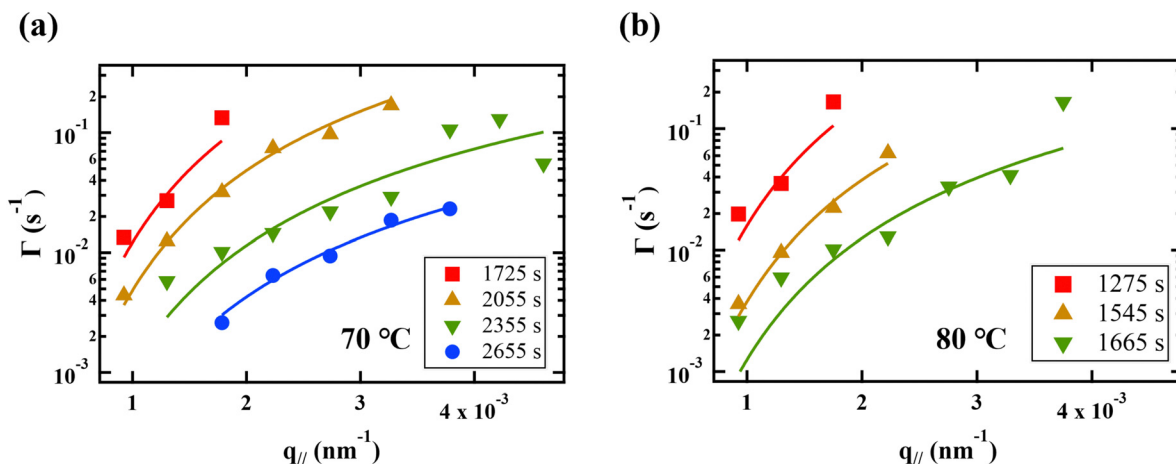 (a)
Γ (s⁻¹)
2
10⁻¹
6
4
2
10⁻²
6
4
2
10⁻³
1
2
3
4 x 10⁻³
q// (nm⁻¹)
70 °C
1725 s
2055 s
2355 s
2655 s
(b)
Γ (s⁻¹)
2
10⁻¹
6
4
2
10⁻²
6
4
2
10⁻³
1
2
3
4 x 10⁻³
q// (nm⁻¹)
80 °C
1275 s
1545 s
1665 s